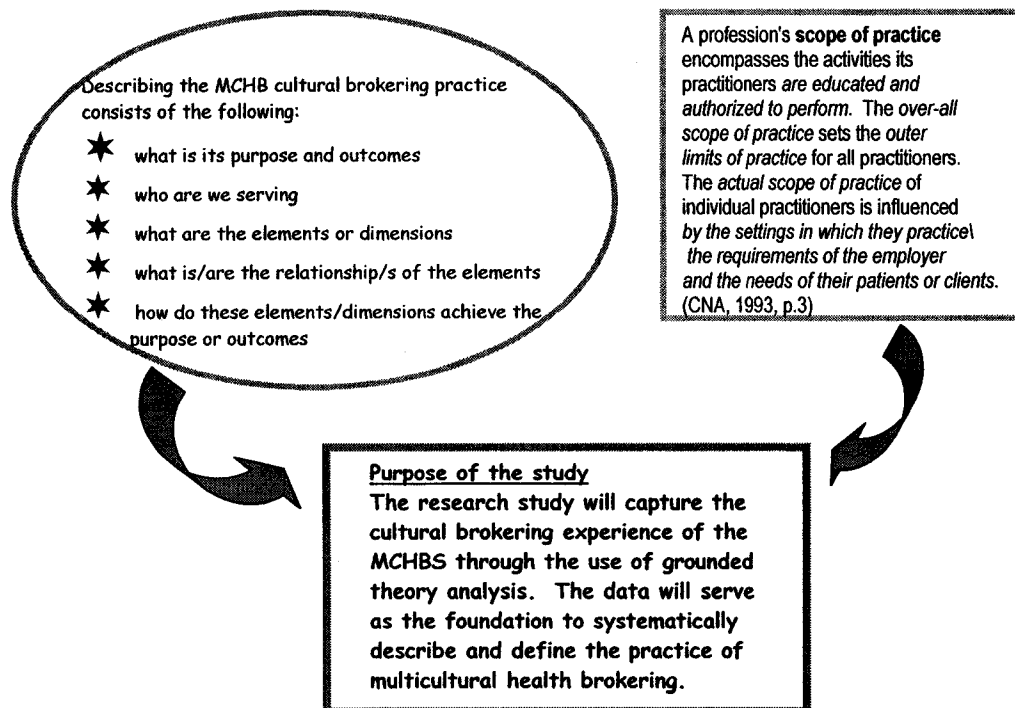 Describing the MCHB cultural brokering practice
consists of the following:
✶ what is its purpose and outcomes
✶ who are we serving
✶ what are the elements or dimensions
✶ what is/are the relationship/s of the elements
✶ how do these elements/dimensions achieve the
purpose or outcomes
A profession's scope of practice
encompasses the activities its
practitioners are educated and
authorized to perform. The over-all
scope of practice sets the outer
limits of practice for all practitioners.
The actual scope of practice of
individual practitioners is influenced
by the settings in which they practice\
the requirements of the employer
and the needs of their patients or clients.
(CNA, 1993, p.3)
Purpose of the study
The research study will capture the
cultural brokering experience of the
MCHBS through the use of grounded
theory analysis. The data will serve
as the foundation to systematically
describe and define the practice of
multicultural health brokering.